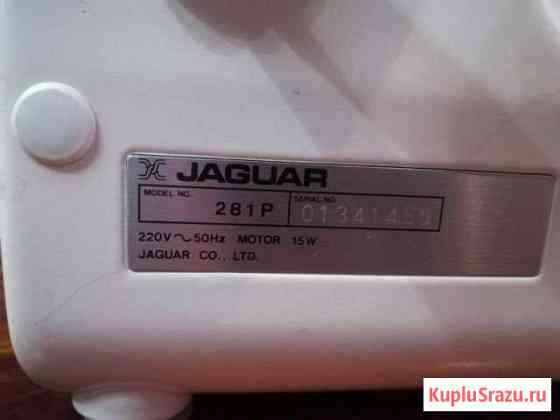 JAGUAR
MODEL NO. SERIAL NO.
281P
220V ~ 50Hz MOTOR 15W
JAGUAR CO., LTD.
KupluSrazu.ru